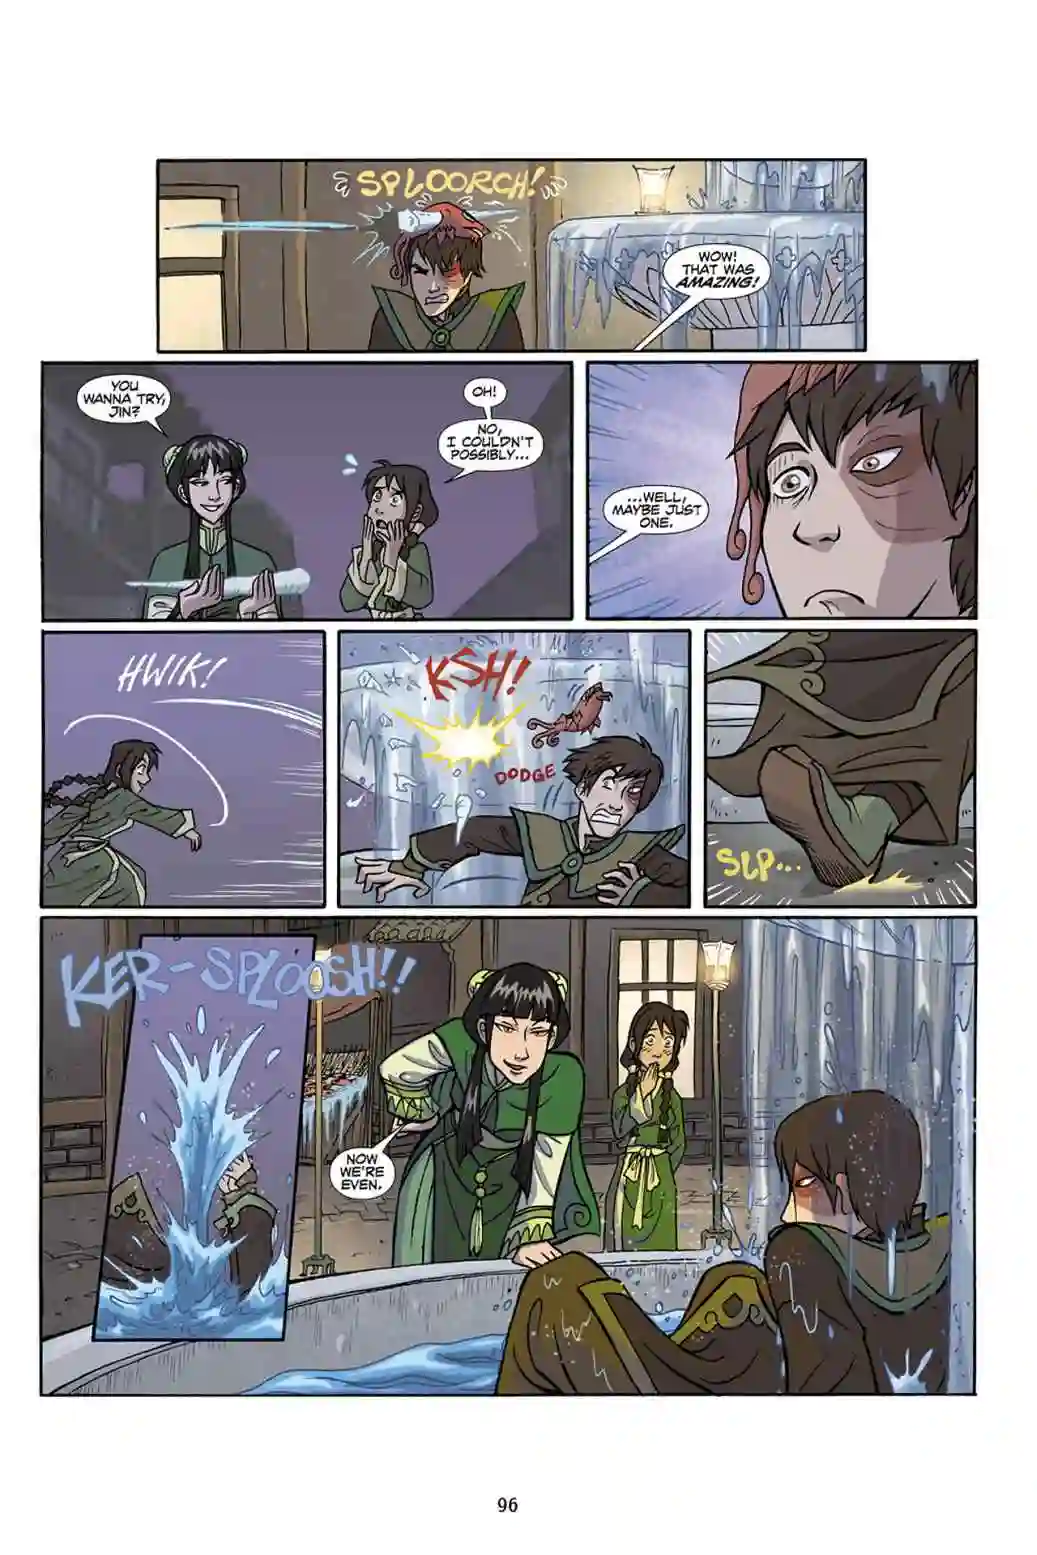 SPLOORCH!
WOW!
THAT WAS
AMAZING!
YOU
WANNA TRY,
JIN?
OH!
NO,
I COULDN'T
POSSIBLY...
...WELL,
MAYBE JUST
ONE.
HWIK!
KSH!
DODGE
SLP...
KER-SPLOOSH!!
NOW
WE'RE
EVEN.
96